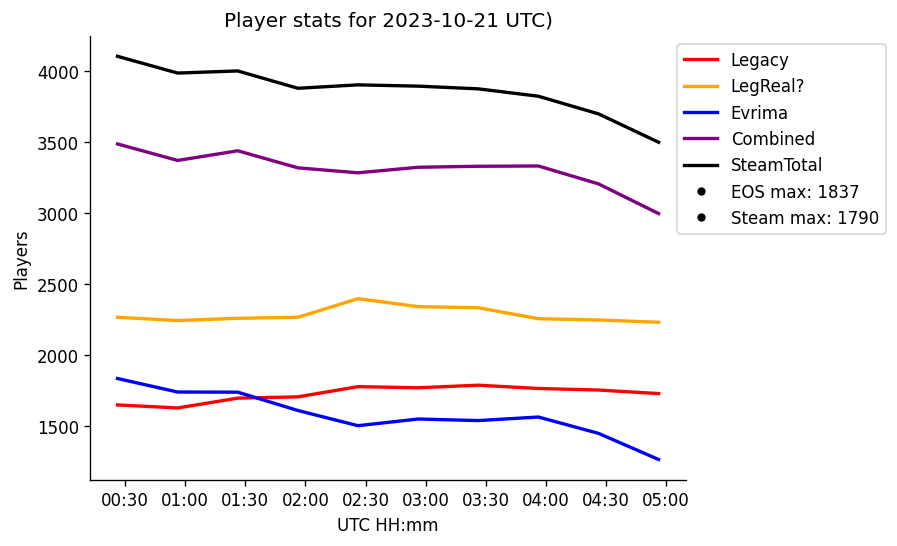 Player stats for 2023-10-21 UTC)
Players
4000
3500
3000
2500
2000
1500
00:30 01:00 01:30 02:00 02:30 03:00 03:30 04:00 04:30 05:00
UTC HH:mm
Legacy
LegReal?
Evrima
Combined
SteamTotal
EOS max: 1837
Steam max: 1790